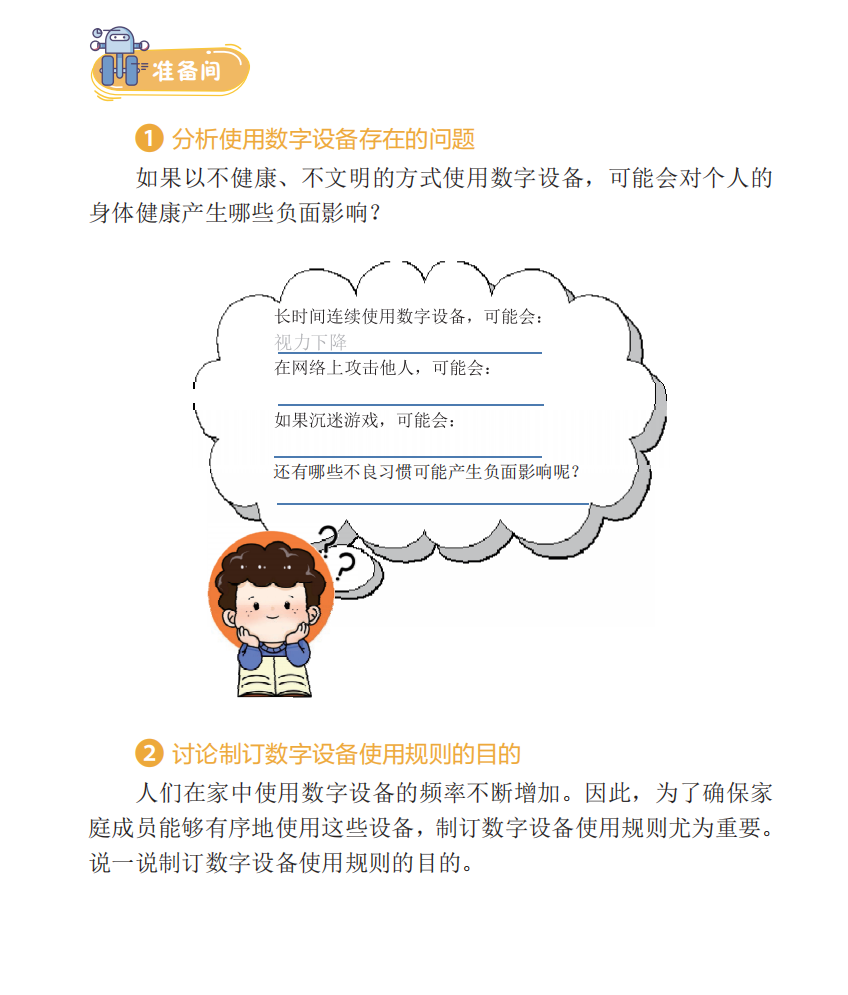 准备间
1 分析使用数字设备存在的问题
如果以不健康、不文明的方式使用数字设备，可能会对个人的
身体健康产生哪些负面影响？
长时间连续使用数字设备，可能会：
视力下降
在网络上攻击他人，可能会：
如果沉迷游戏，可能会：
还有哪些不良习惯可能产生负面影响呢？
？
？
2 讨论制订数字设备使用规则的目的
人们在家中使用数字设备的频率不断增加。因此，为了确保家
庭成员能够有序地使用这些设备，制订数字设备使用规则尤为重要。
说一说制订数字设备使用规则的目的。